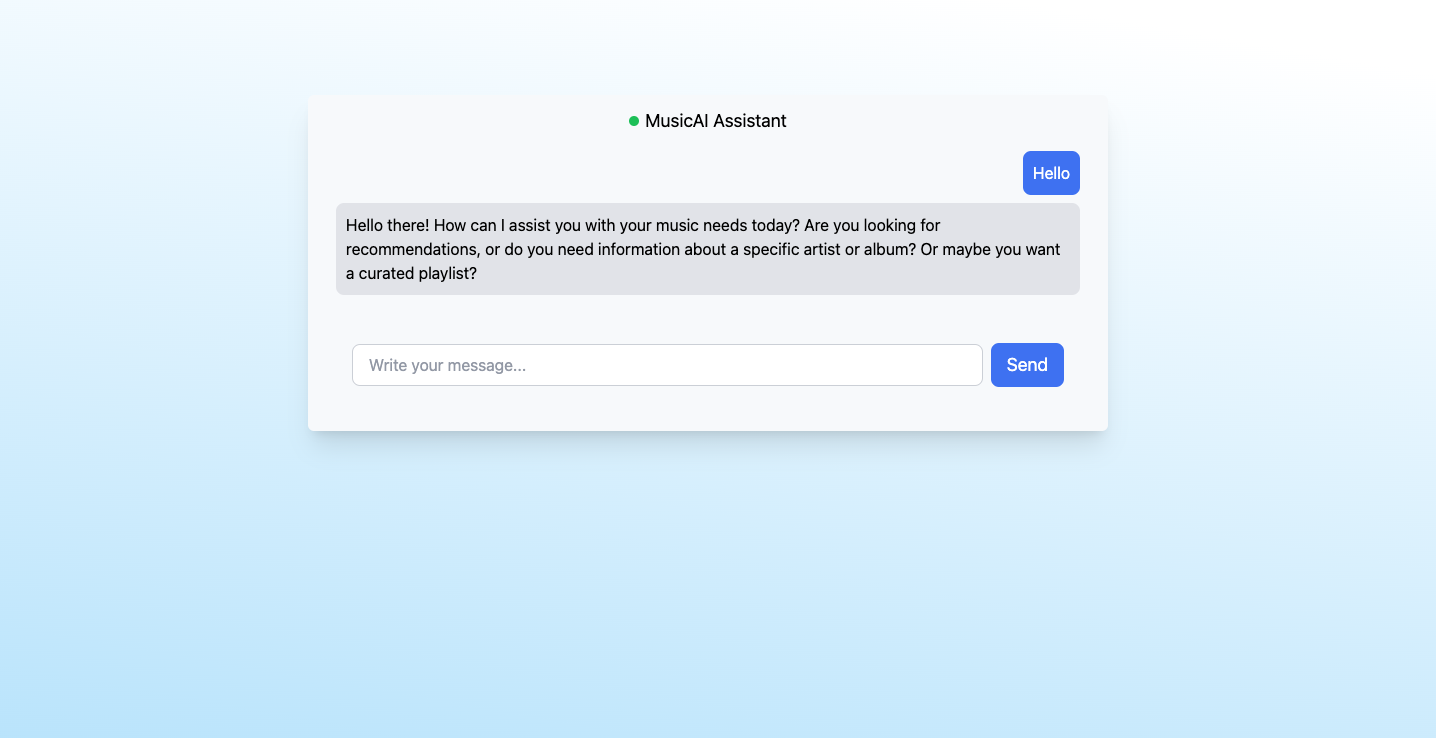 MusicAI Assistant
Hello
Hello there! How can I assist you with your music needs today? Are you looking for
recommendations, or do you need information about a specific artist or album? Or maybe you want
a curated playlist?
Write your message...
Send